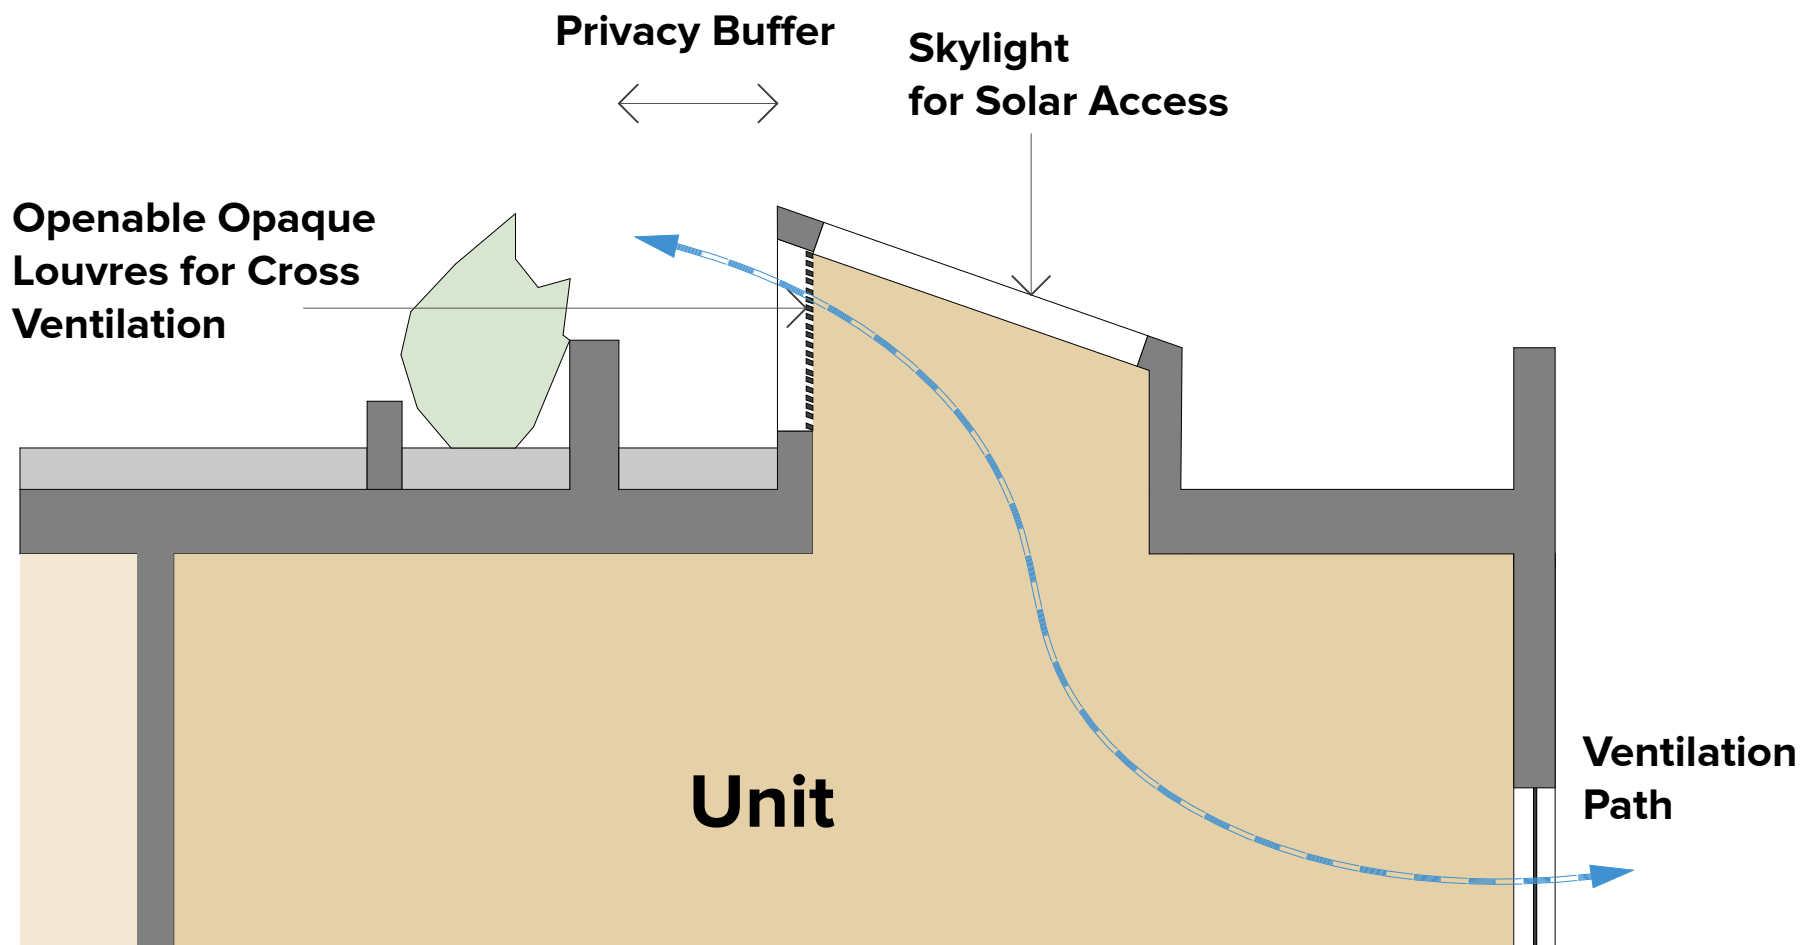 Privacy Buffer
Skylight
for Solar Access
Openable Opaque
Louvres for Cross
Ventilation
Unit
Ventilation
Path